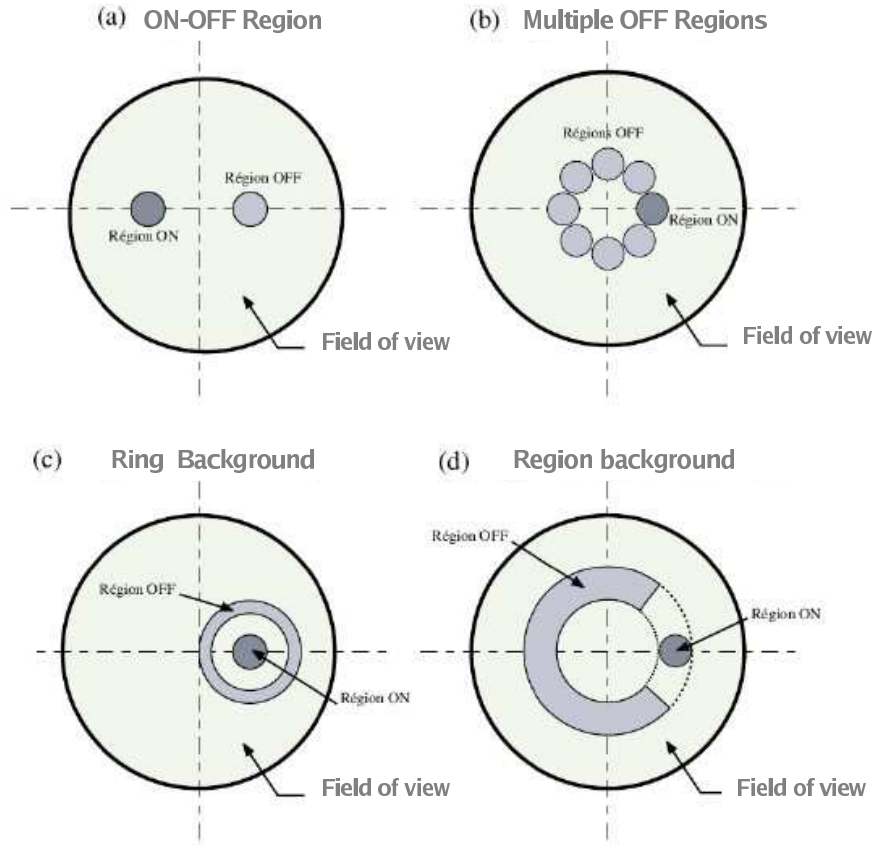 (a) ON-OFF Region
(b) Multiple OFF Regions
Régions OFF
Région OFF
Région ON
Région ON
Field of view
Field of view
(c) Ring Background
(d) Region background
Région OFF
Région OFF
Région ON
Région ON
Field of view
Field of view